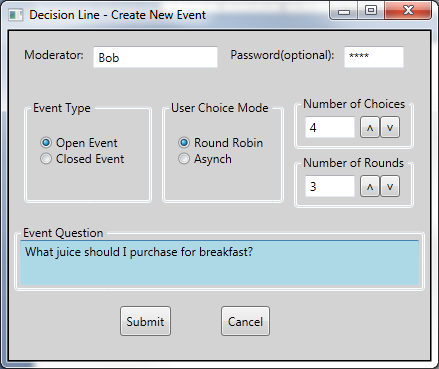 Decision Line - Create New Event
Moderator: Bob Password(optional): ****
Event Type User Choice Mode Number of Choices
4 ʌ v
Open Event Round Robin
Closed Event Asynch
Number of Rounds
3 ʌ v
Event Question
What juice should I purchase for breakfast?
Submit Cancel